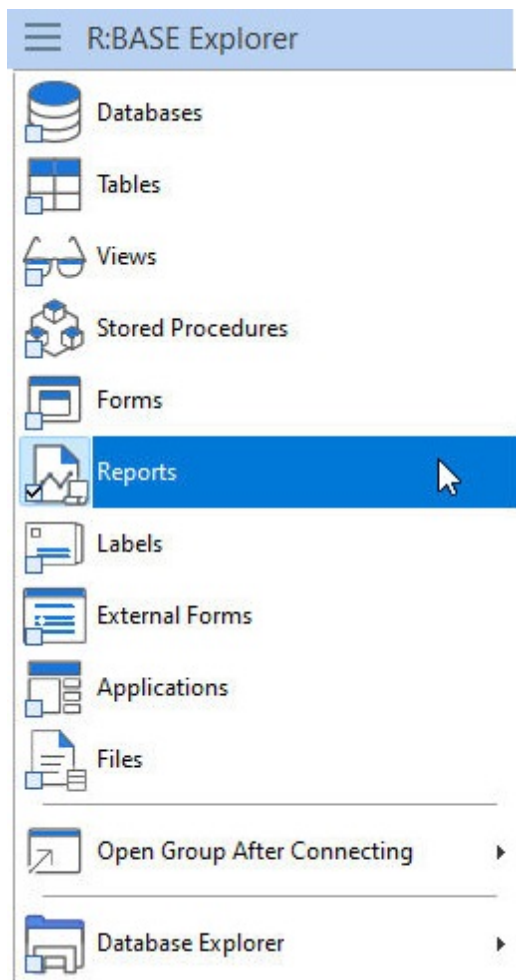 R:BASE Explorer
Databases
Tables
Views
Stored Procedures
Forms
Reports
Labels
External Forms
Applications
Files
Open Group After Connecting
Database Explorer